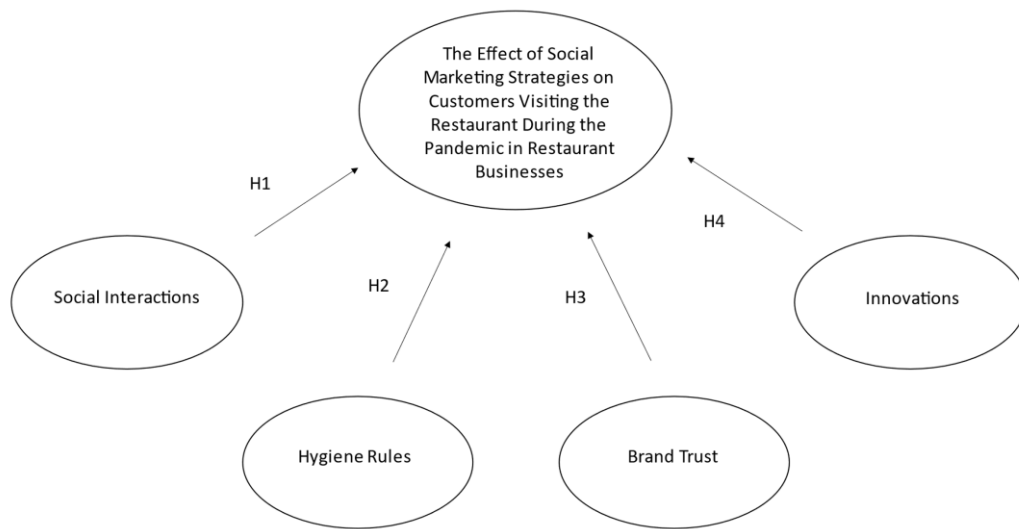 The Effect of Social
Marketing Strategies on
Customers Visiting the
Restaurant During the
Pandemic in Restaurant
Businesses
H1
H4
Social Interactions
H2
H3
Innovations
Hygiene Rules
Brand Trust